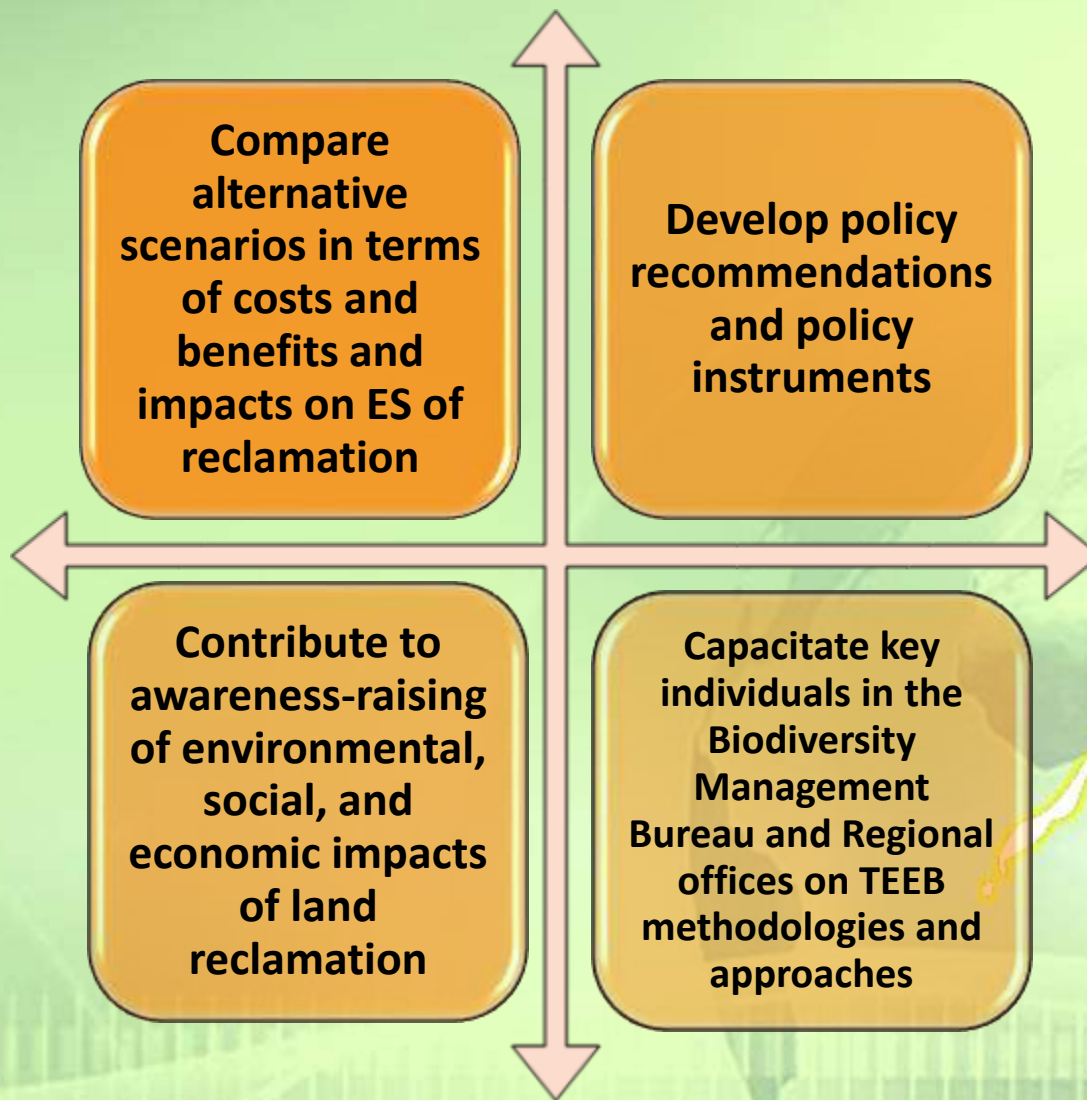 Compare
alternative
scenarios in terms
of costs and
benefits and
impacts on ES of
reclamation
Develop policy
recommendations
and policy
instruments
Contribute to
awareness-raising
of environmental,
social, and
economic impacts
of land
reclamation
Capacitate key
individuals in the
Biodiversity
Management
Bureau and Regional
offices on TEEB
methodologies and
approaches